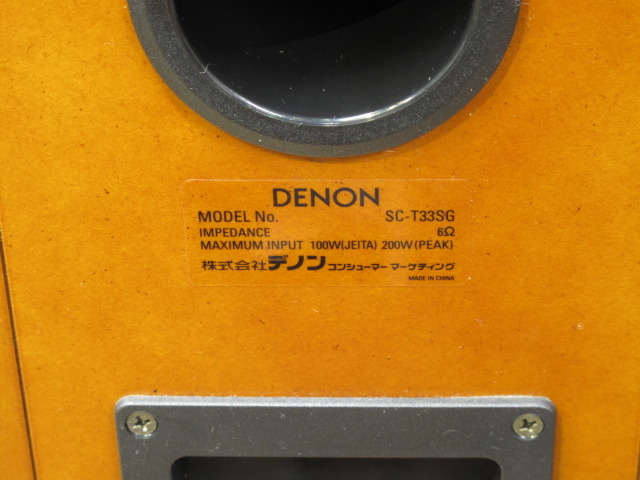 DENON
MODEL No. SC-T33SG
IMPEDANCE 6Ω
MAXIMUM INPUT 100W(JEITA) 200W(PEAK)
株式会社デノン コンシューマー マーケティング
MADE IN CHINA